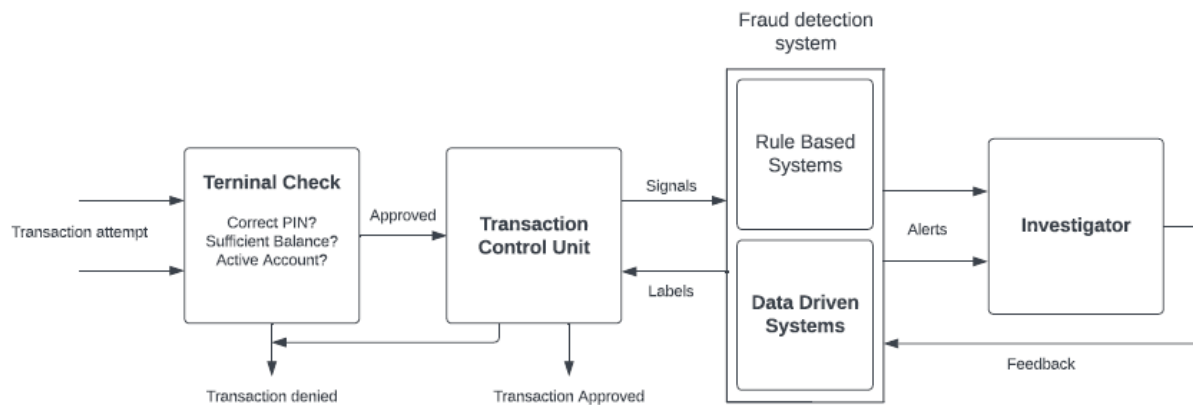 Fraud detection
system
Rule Based
Systems
Terninal Check
Correct PIN?
Sufficient Balance?
Active Account?
Transaction attempt
Approved
Transaction
Control Unit
Signals
Labels
Data Driven
Systems
Alerts
Investigator
Feedback
Transaction denied
Transaction Approved